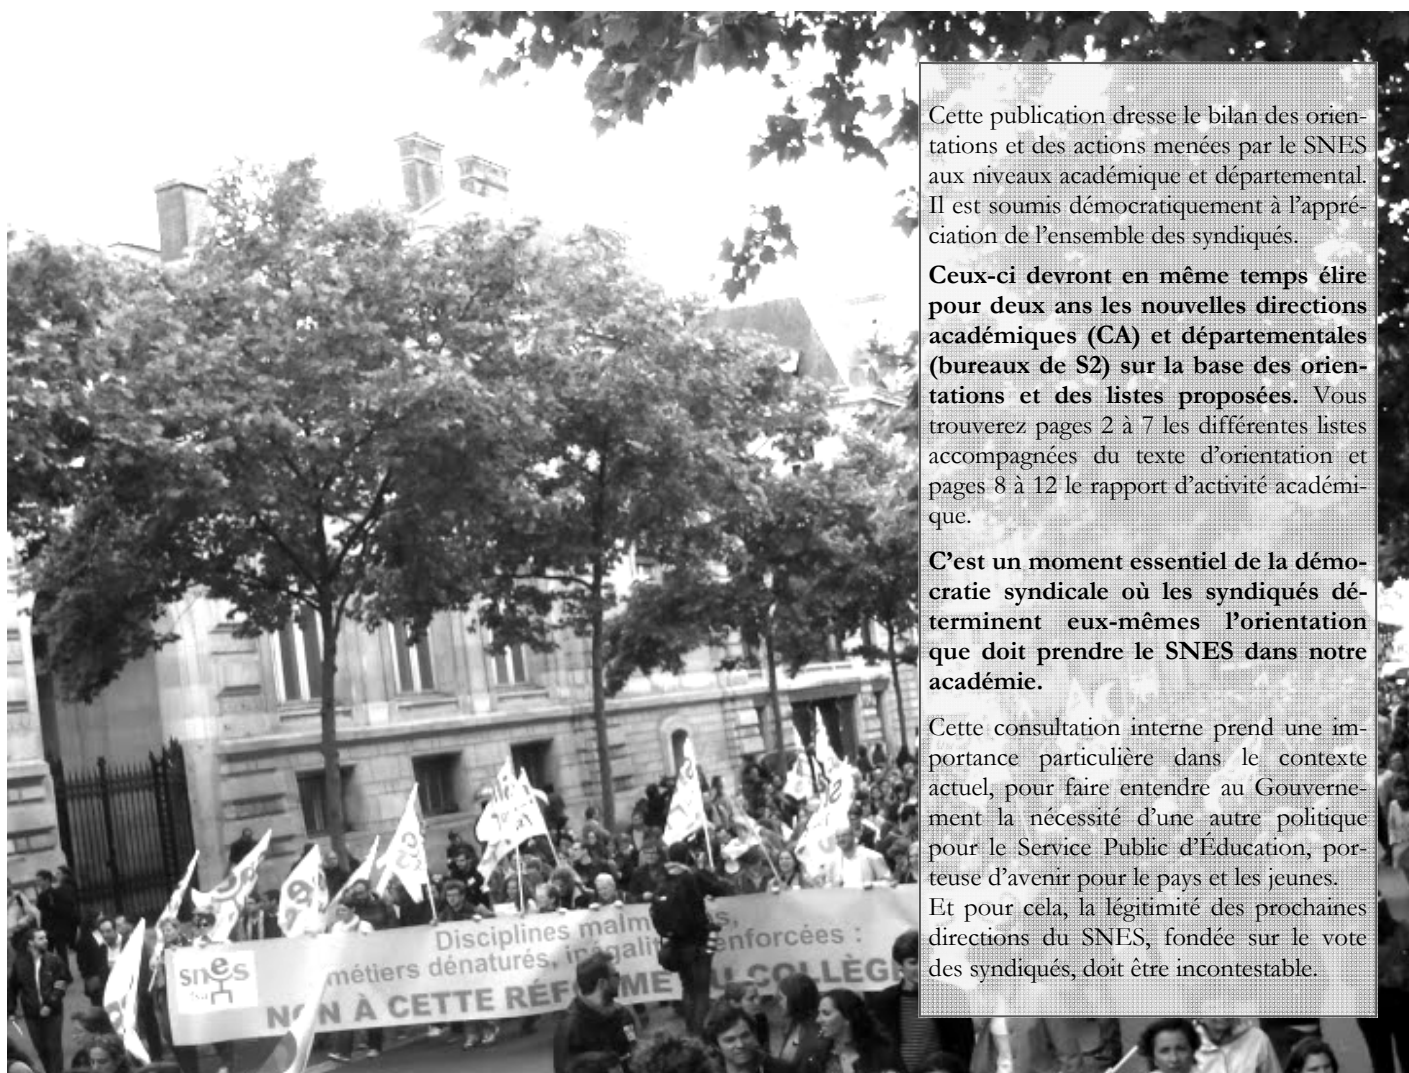 Cette publication dresse le bilan des orien-
tations et des actions menées par le SNES
aux niveaux académique et départemental.
Il est soumis démocratiquement à l'appré-
ciation de l'ensemble des syndiqués.
Ceux-ci devront en même temps élire
pour deux ans les nouvelles directions
académiques (CA) et départementales
(bureaux de S2) sur la base des orien-
tations et des listes proposées. Vous
trouverez pages 2 à 7 les différentes listes
accompagnées du texte d'orientation et
pages 8 à 12 le rapport d'activité académi-
que.
C'est un moment essentiel de la démo-
cratie syndicale où les syndiqués dé-
terminent eux-mêmes l'orientation
que doit prendre le SNES dans notre
académie.
Cette consultation interne prend une im-
portance particulière dans le contexte
actuel, pour faire entendre au Gouverne-
ment la nécessité d'une autre politique
pour le Service Public d'Éducation, por-
teuse d'avenir pour le pays et les jeunes.
Et pour cela, la légitimité des prochaines
directions du SNES, fondée sur le vote
des syndiqués, doit être incontestable.
snes
Disciplines
métiers dénaturés,
NON À CETTE